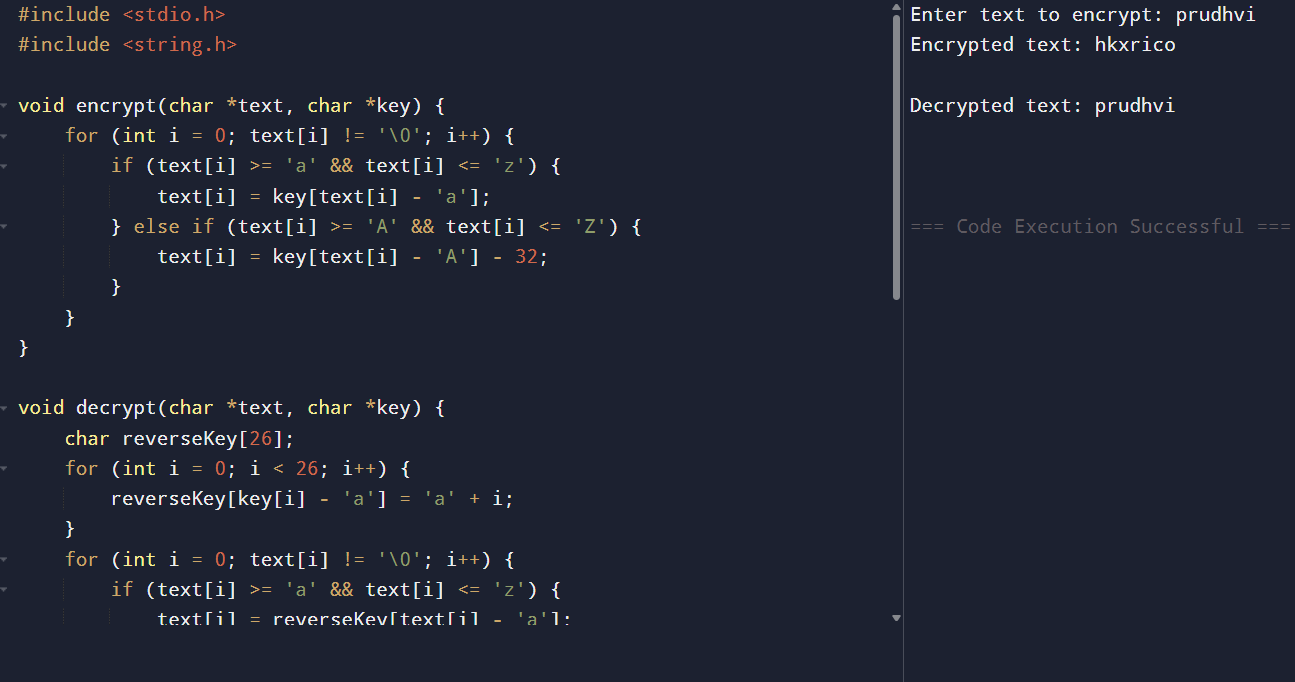 #include <stdio.h>
#include <string.h>

void encrypt(char *text, char *key) {
    for (int i = 0; text[i] != '\0'; i++) {
        if (text[i] >= 'a' && text[i] <= 'z') {
            text[i] = key[text[i] - 'a'];
        } else if (text[i] >= 'A' && text[i] <= 'Z') {
            text[i] = key[text[i] - 'A'] - 32;
        }
    }
}

void decrypt(char *text, char *key) {
    char reverseKey[26];
    for (int i = 0; i < 26; i++) {
        reverseKey[key[i] - 'a'] = 'a' + i;
    }
    for (int i = 0; text[i] != '\0'; i++) {
        if (text[i] >= 'a' && text[i] <= 'z') {
            text[i] = reverseKey[text[i] - 'a'];
Enter text to encrypt: prudhvi
Encrypted text: hkxrico

Decrypted text: prudhvi

=== Code Execution Successful ===